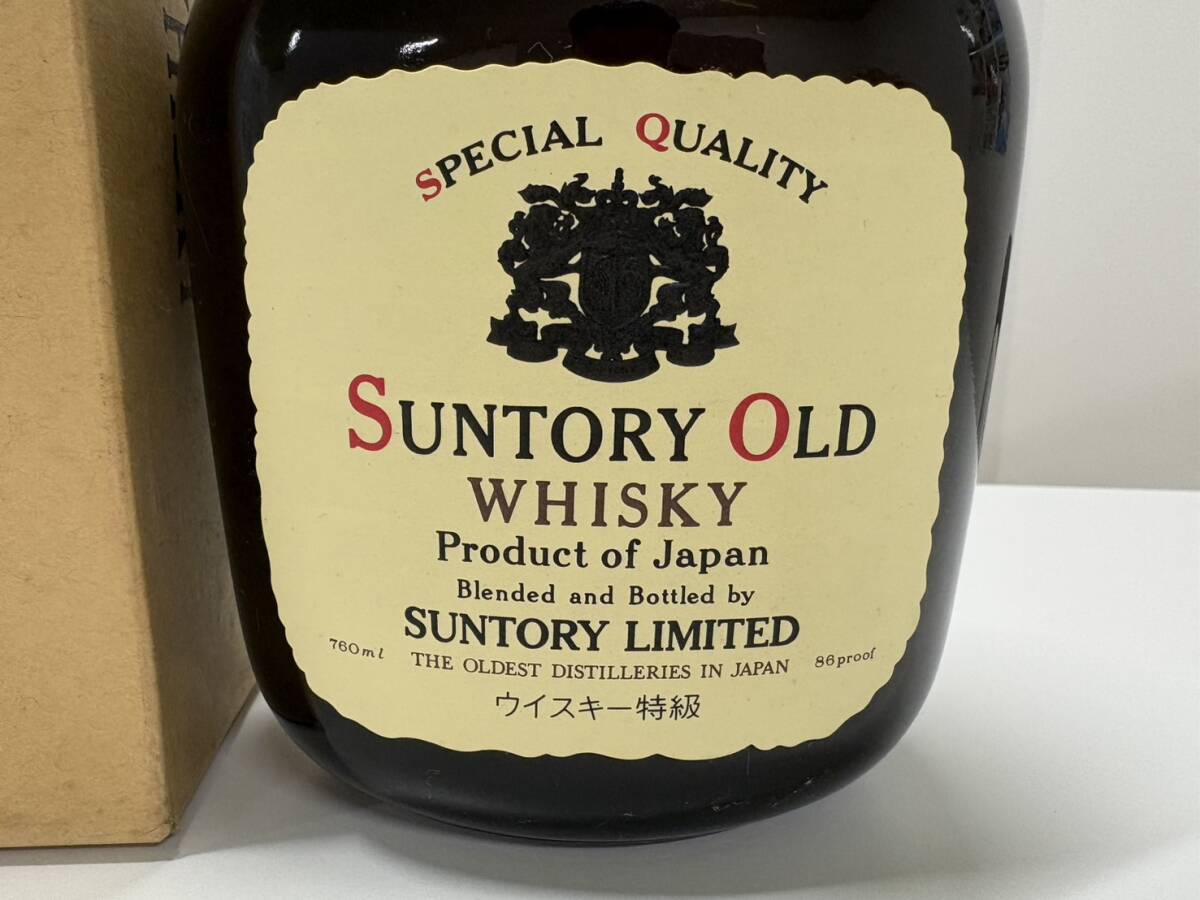 SPECIAL QUALITY
SUNTORY OLD
WHISKY
Product of Japan
Blended and Bottled by
SUNTORY LIMITED
760ml THE OLDEST DISTILLERIES IN JAPAN 86proof
ウイスキー特級